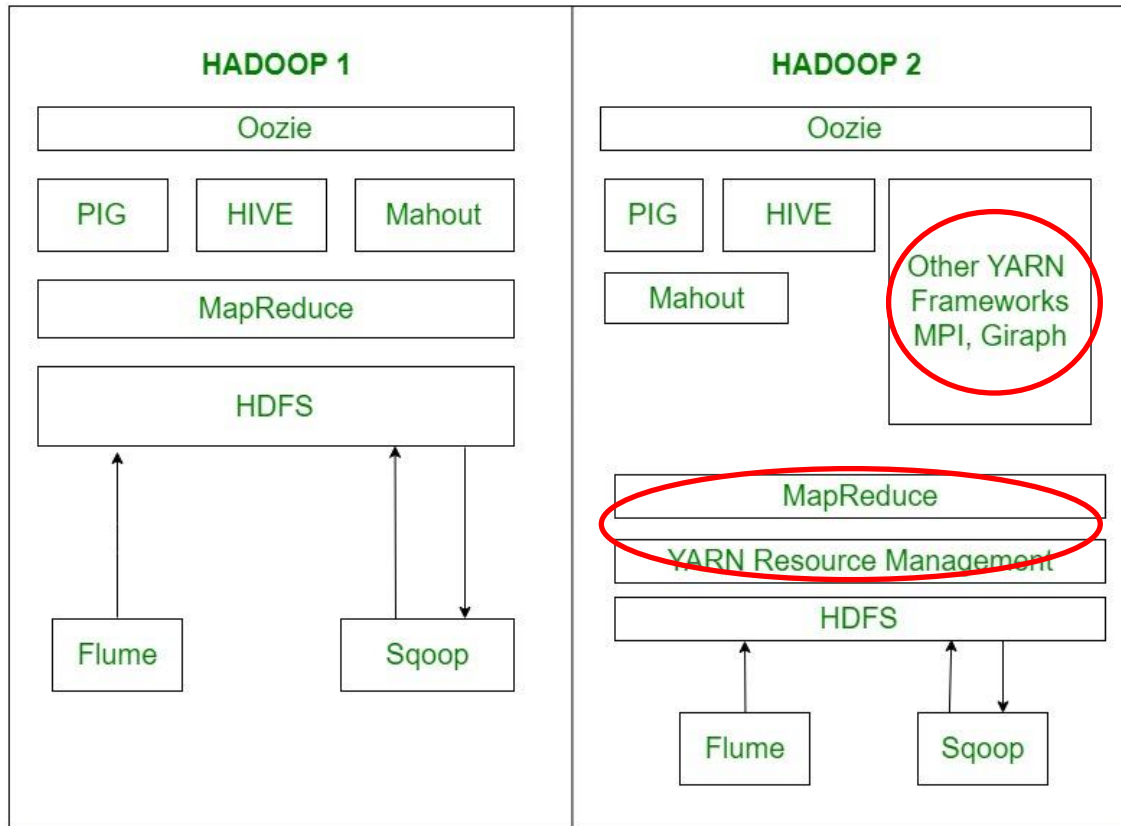 HADOOP 1
Oozie
PIG
HIVE
Mahout
MapReduce
HDFS
Flume
Sqoop
HADOOP 2
Oozie
PIG
HIVE
Other YARN
Frameworks
MPI, Giraph
Mahout
MapReduce
YARN Resource Management
HDFS
Flume
Sqoop